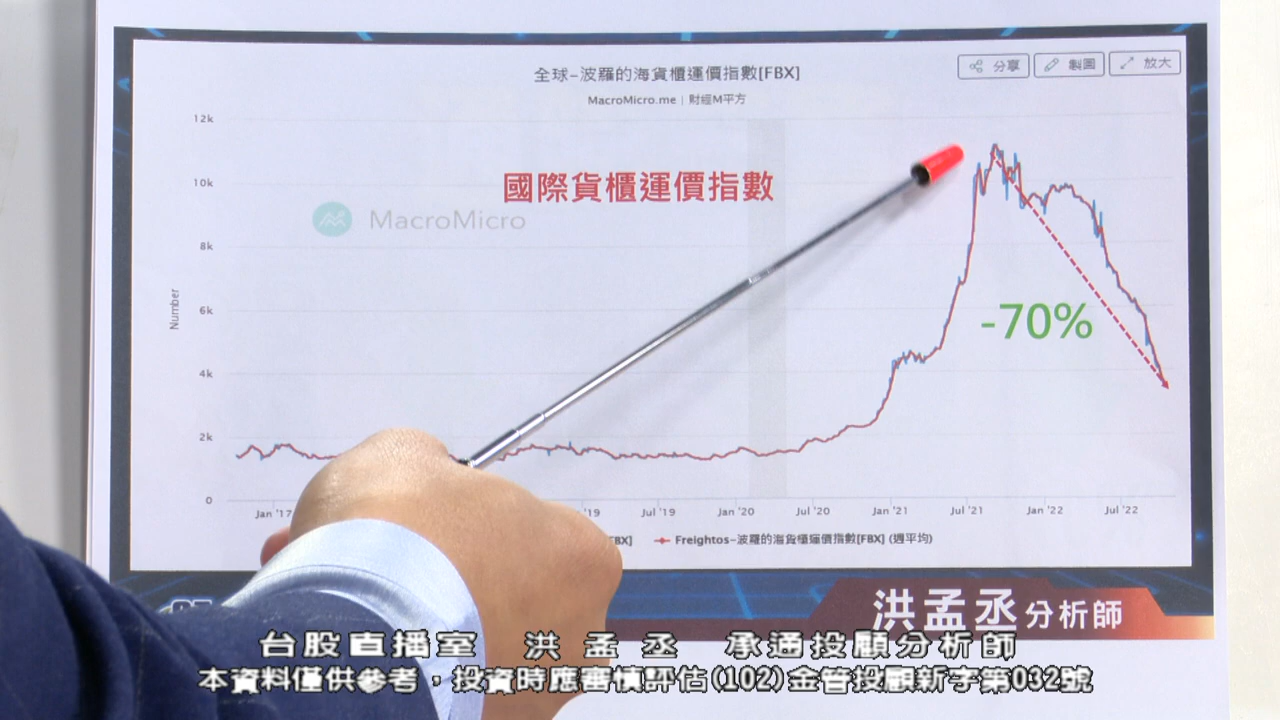 全球-波羅的海貨櫃運價指數[FBX]
分享
製圖
放大
MacroMicro.me | 財經M平方
12k
國際貨櫃運價指數
10k
MacroMicro
8k
Number
6k
-70%
4k
2k
0
Jan '17
'19
Jul '19
Jan '20
Jul '20
Jan '21
Jul '21
Jan '22
Jul '22
FBX]
Freightos-波羅的海貨櫃運價指數[FBX] (週平均)
洪孟丞分析師
台股直播室 洪孟丞 承通投顧分析師
本資料僅供參考，投資時應審慎評估(102)金管投顧新字第032號